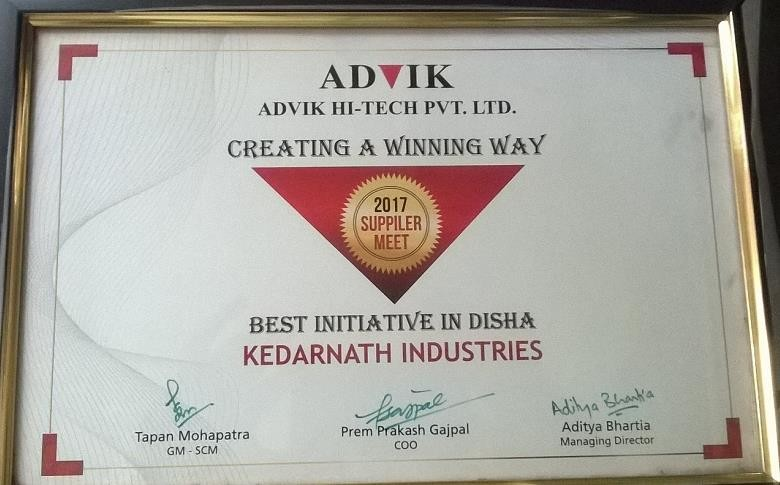 ADVIK
ADVIK HI-TECH PVT. LTD.
CREATING A WINNING WAY
2017
SUPPILER
MEET
BEST INITIATIVE IN DISHA
KEDARNATH INDUSTRIES
Gajpal
Aditya Bhartia
Tapan Mohapatra
GM - SCM
Prem Prakash Gajpal
COO
Aditya Bhartia
Managing Director